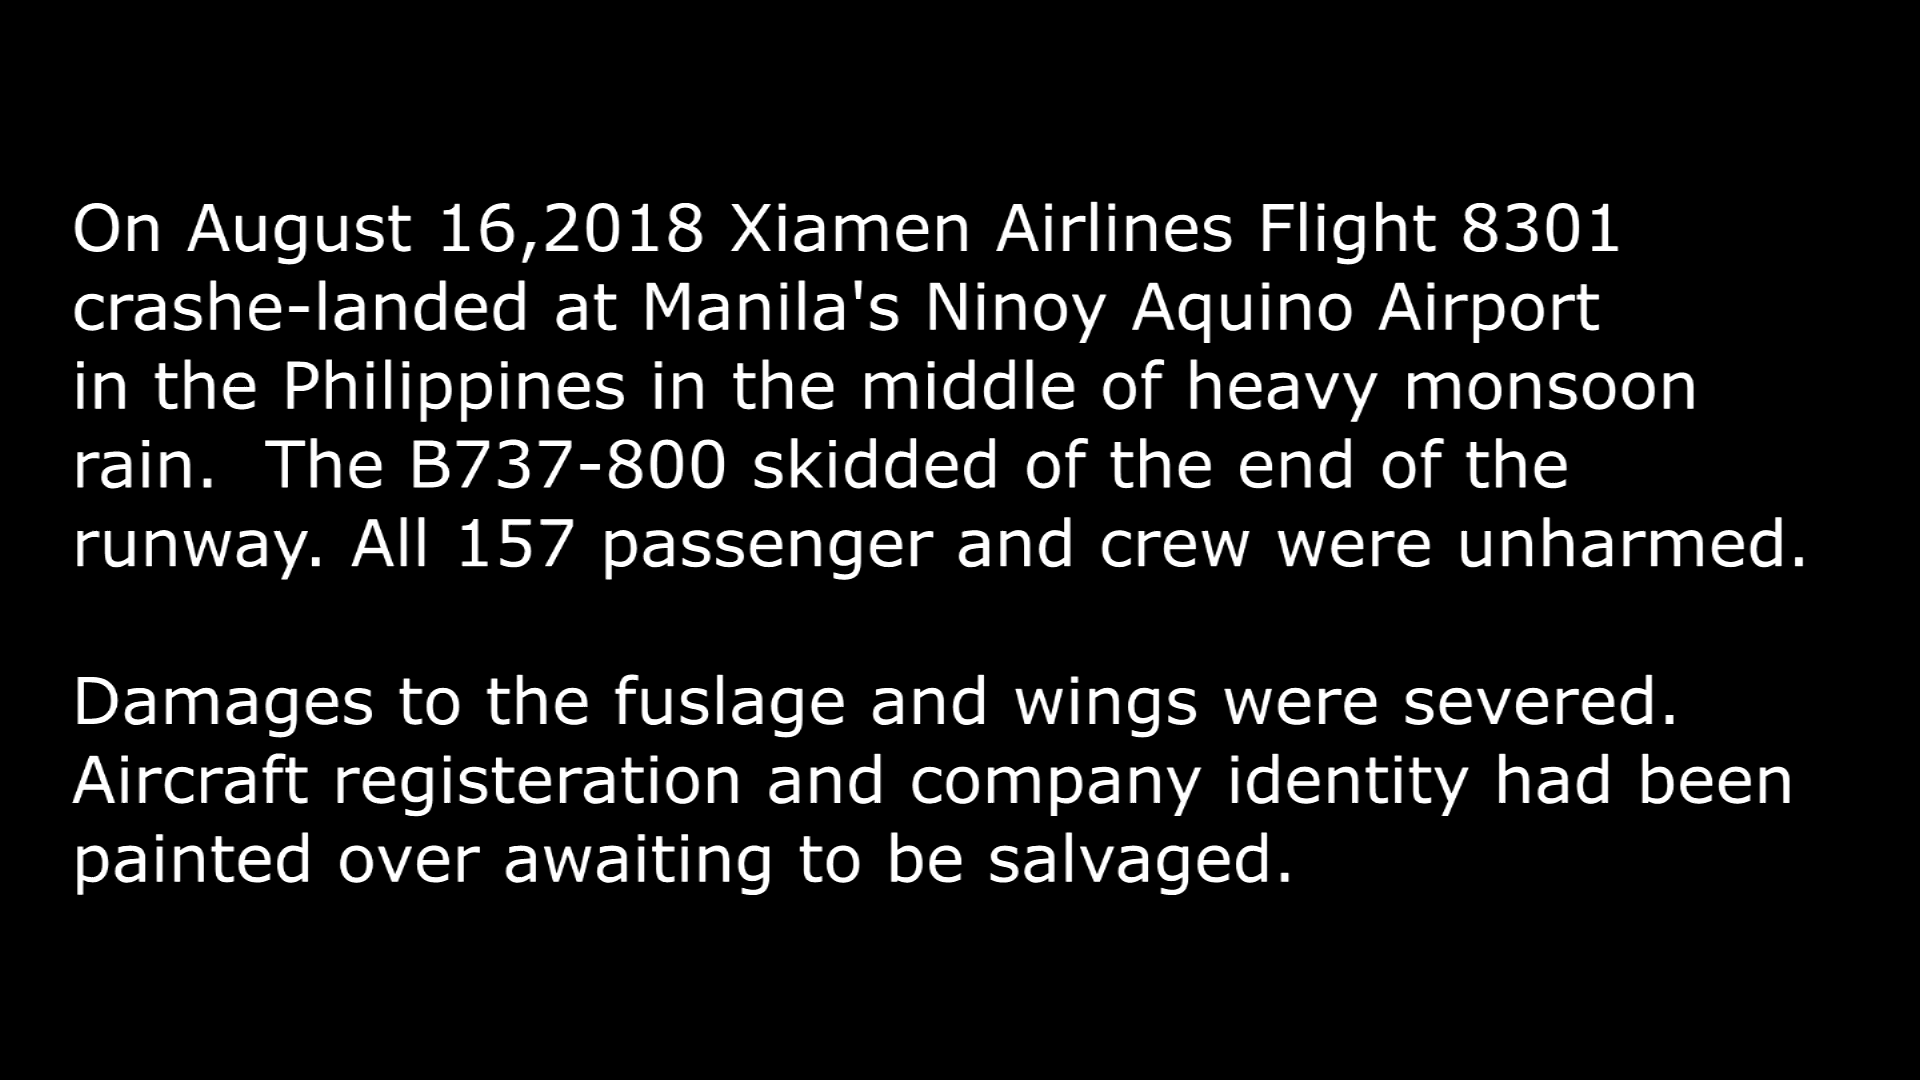 On August 16,2018 Xiamen Airlines Flight 8301
crashe-landed at Manila's Ninoy Aquino Airport
in the Philippines in the middle of heavy monsoon
rain.  The B737-800 skidded of the end of the
runway. All 157 passenger and crew were unharmed.
Damages to the fuslage and wings were severed.
Aircraft registeration and company identity had been
painted over awaiting to be salvaged.